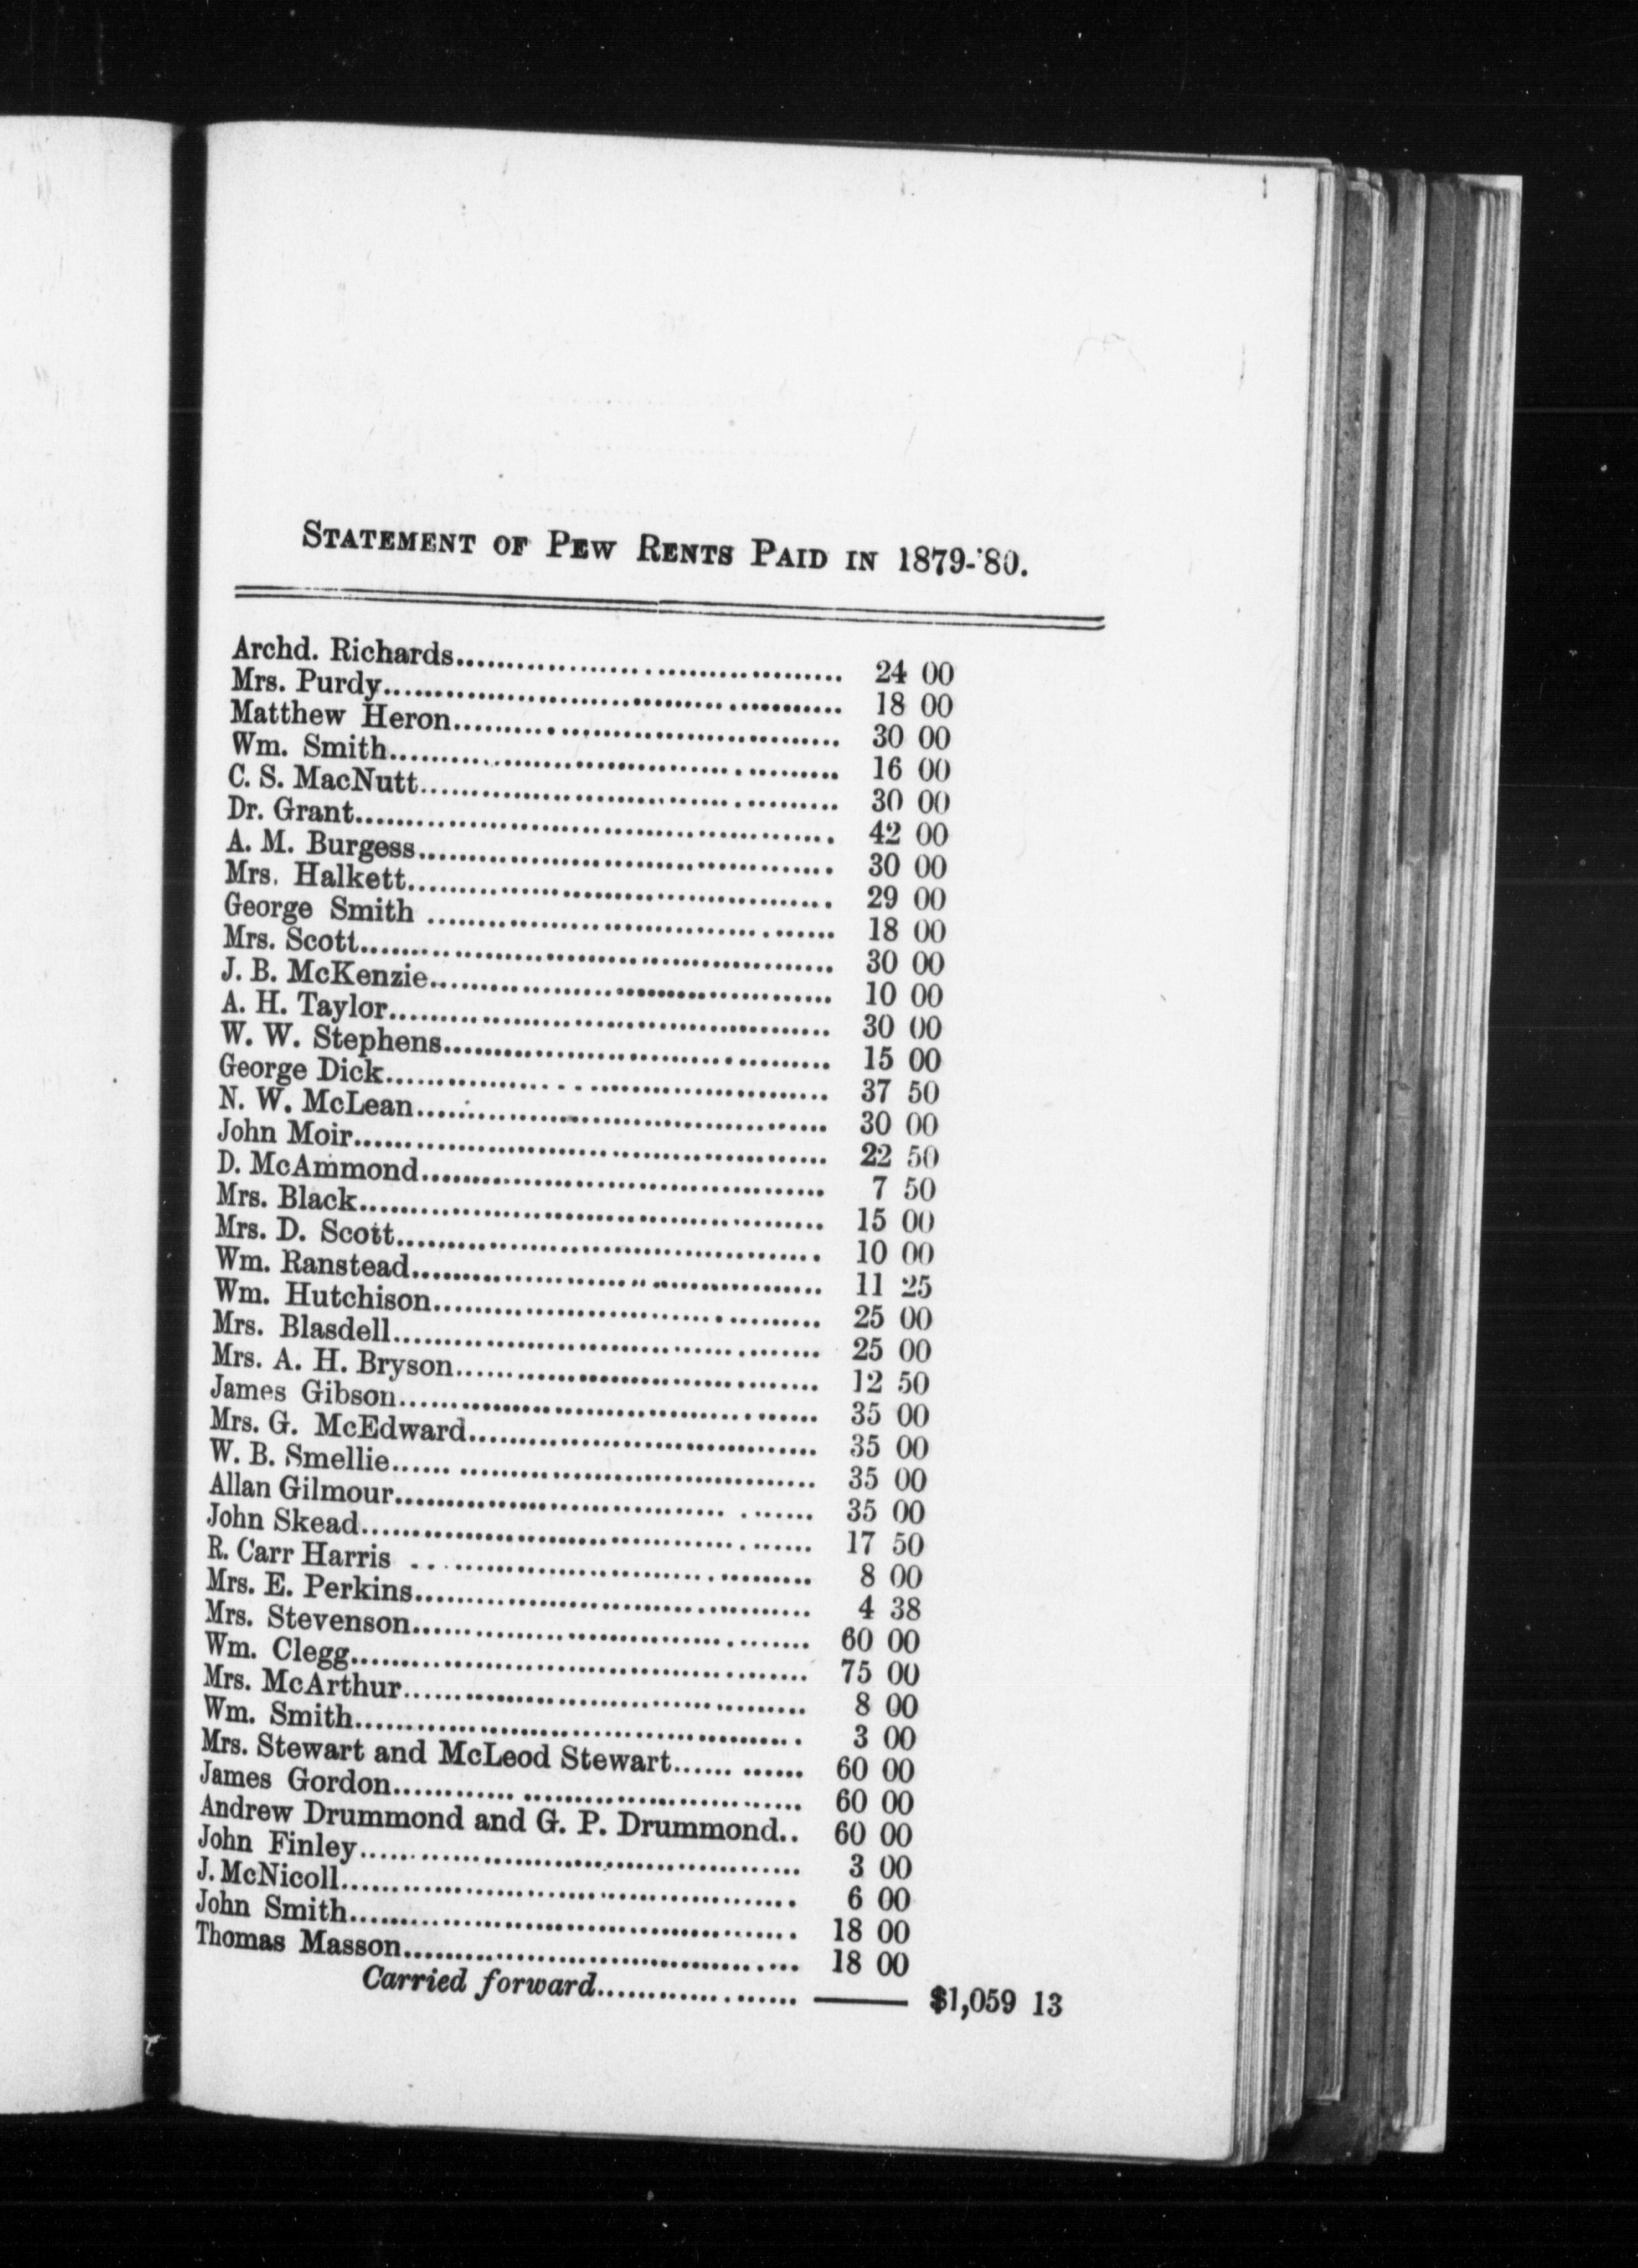 STATEMENT OF PEW RENTS PAID IN 1879-'80.
Archd. Richards........ 24 00
Mrs. Purdy........ 18 00
Matthew Heron........ 30 00
Wm. Smith........ 16 00
C. S. MacNutt........ 30 00
Dr. Grant........ 42 00
A. M. Burgess........ 30 00
Mrs. Halkett........ 29 00
George Smith ........ 18 00
Mrs. Scott........ 30 00
J. B. McKenzie........ 10 00
A. H. Taylor........ 30 00
W. W. Stephens........ 15 00
George Dick........ 37 50
N. W. McLean........ 30 00
John Moir........ 22 50
D. McAmmond........ 7 50
Mrs. Black........ 15 00
Mrs. D. Scott........ 10 00
Wm. Ranstead........ 11 25
Wm. Hutchison........ 25 00
Mrs. Blasdell........ 25 00
Mrs. A. H. Bryson........ 12 50
James Gibson........ 35 00
Mrs. G. McEdward........ 35 00
W. B. Smellie........ 35 00
Allan Gilmour........ 35 00
John Skead........ 17 50
R. Carr Harris ........ 8 00
Mrs. E. Perkins........ 4 38
Mrs. Stevenson........ 60 00
Wm. Clegg........ 75 00
Mrs. McArthur........ 8 00
Wm. Smith........ 3 00
Mrs. Stewart and McLeod Stewart........ 60 00
James Gordon........ 60 00
Andrew Drummond and G. P. Drummond.. 60 00
John Finley........ 3 00
J. McNicoll........ 6 00
John Smith........ 18 00
Thomas Masson........ 18 00
Carried forward........ —— $1,059 13